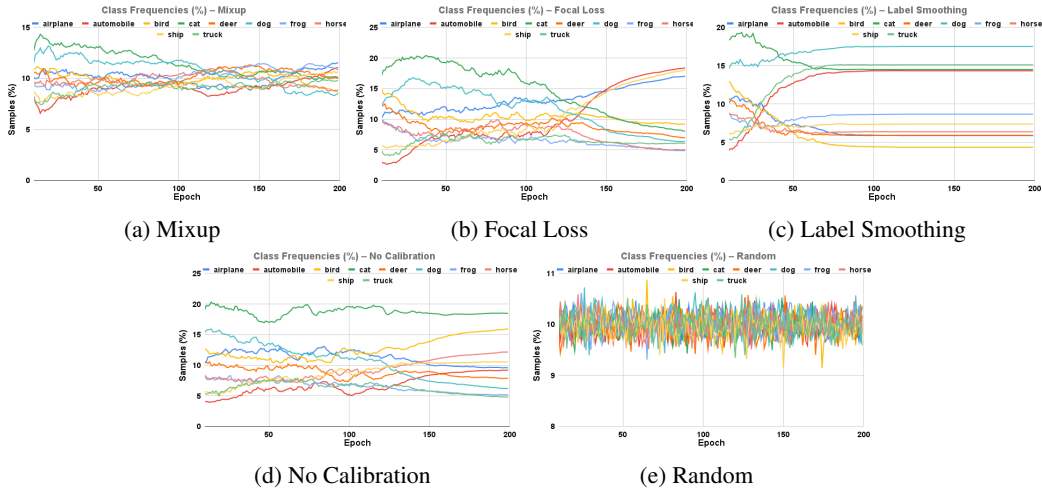 Class Frequencies (%) – Mixup
airplane automobile bird cat deer dog frog horse
ship truck
15
10
5
0
Samples (%)
50 100 150 200
Epoch
(a) Mixup
Class Frequencies (%) – Focal Loss
airplane automobile bird cat deer dog frog horse
ship truck
25
20
15
10
5
0
Samples (%)
50 100 150 200
Epoch
(b) Focal Loss
Class Frequencies (%) – Label Smoothing
airplane automobile bird cat deer dog frog horse
ship truck
20
15
10
5
0
Samples (%)
50 100 150 200
Epoch
(c) Label Smoothing
Class Frequencies (%) – No Calibration
airplane automobile bird cat deer dog frog horse
ship truck
25
20
15
10
5
0
Samples (%)
50 100 150 200
Epoch
(d) No Calibration
Class Frequencies (%) – Random
airplane automobile bird cat deer dog frog horse
ship truck
11
10
9
8
Samples (%)
50 100 150 200
Epoch
(e) Random